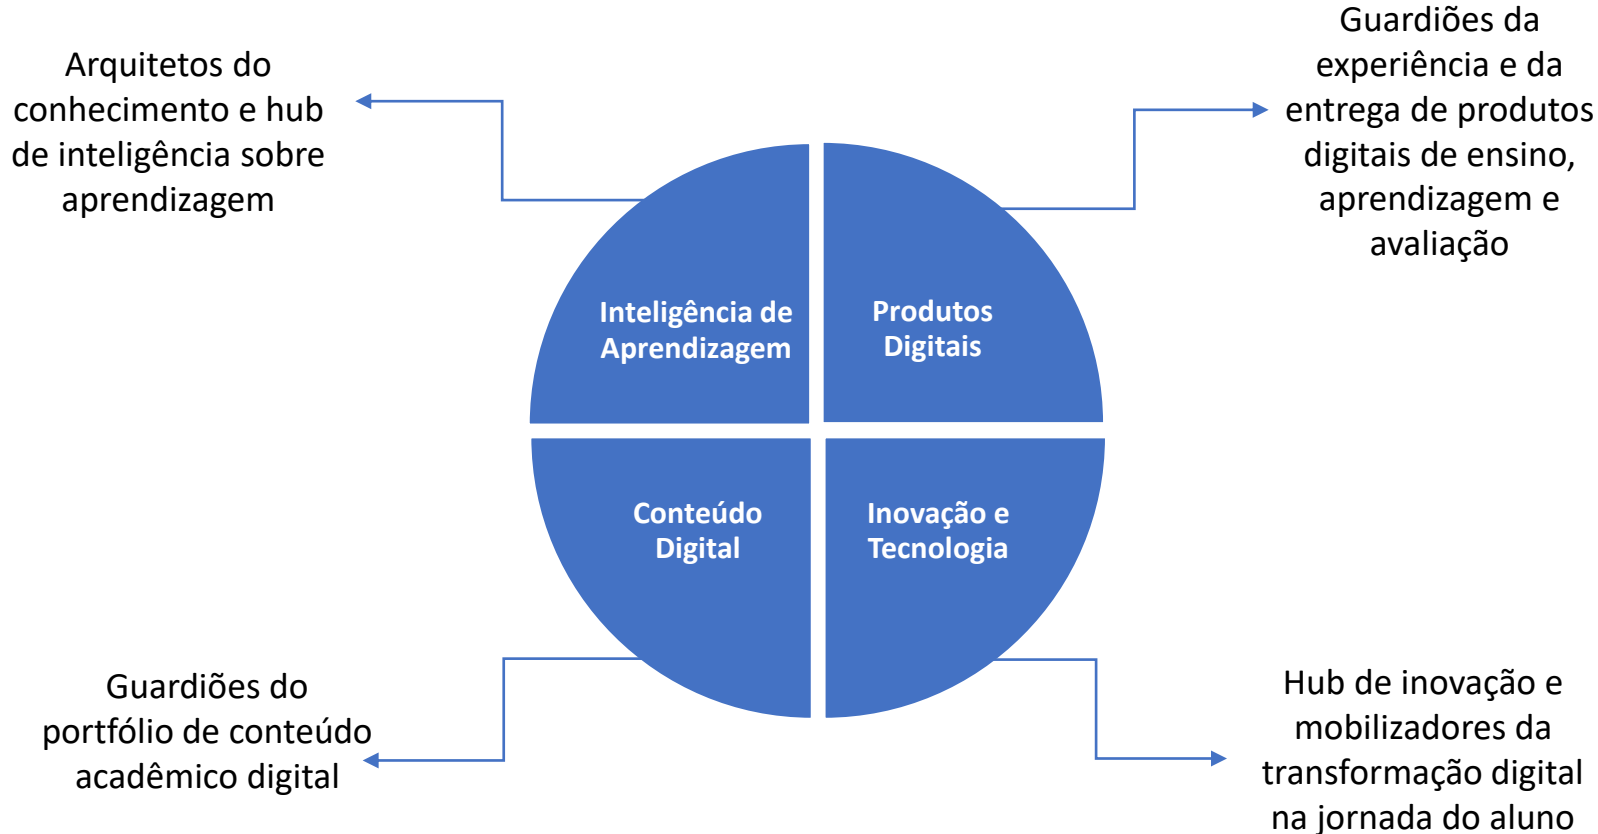 Arquitetos do
conhecimento e hub
de inteligência sobre
aprendizagem
Guardiões da
experiência e da
entrega de produtos
digitais de ensino,
aprendizagem e
avaliação
Inteligência de
Aprendizagem
Produtos
Digitais
Conteúdo
Digital
Inovação e
Tecnologia
Guardiões do
portfólio de conteúdo
acadêmico digital
Hub de inovação e
mobilizadores da
transformação digital
na jornada do aluno